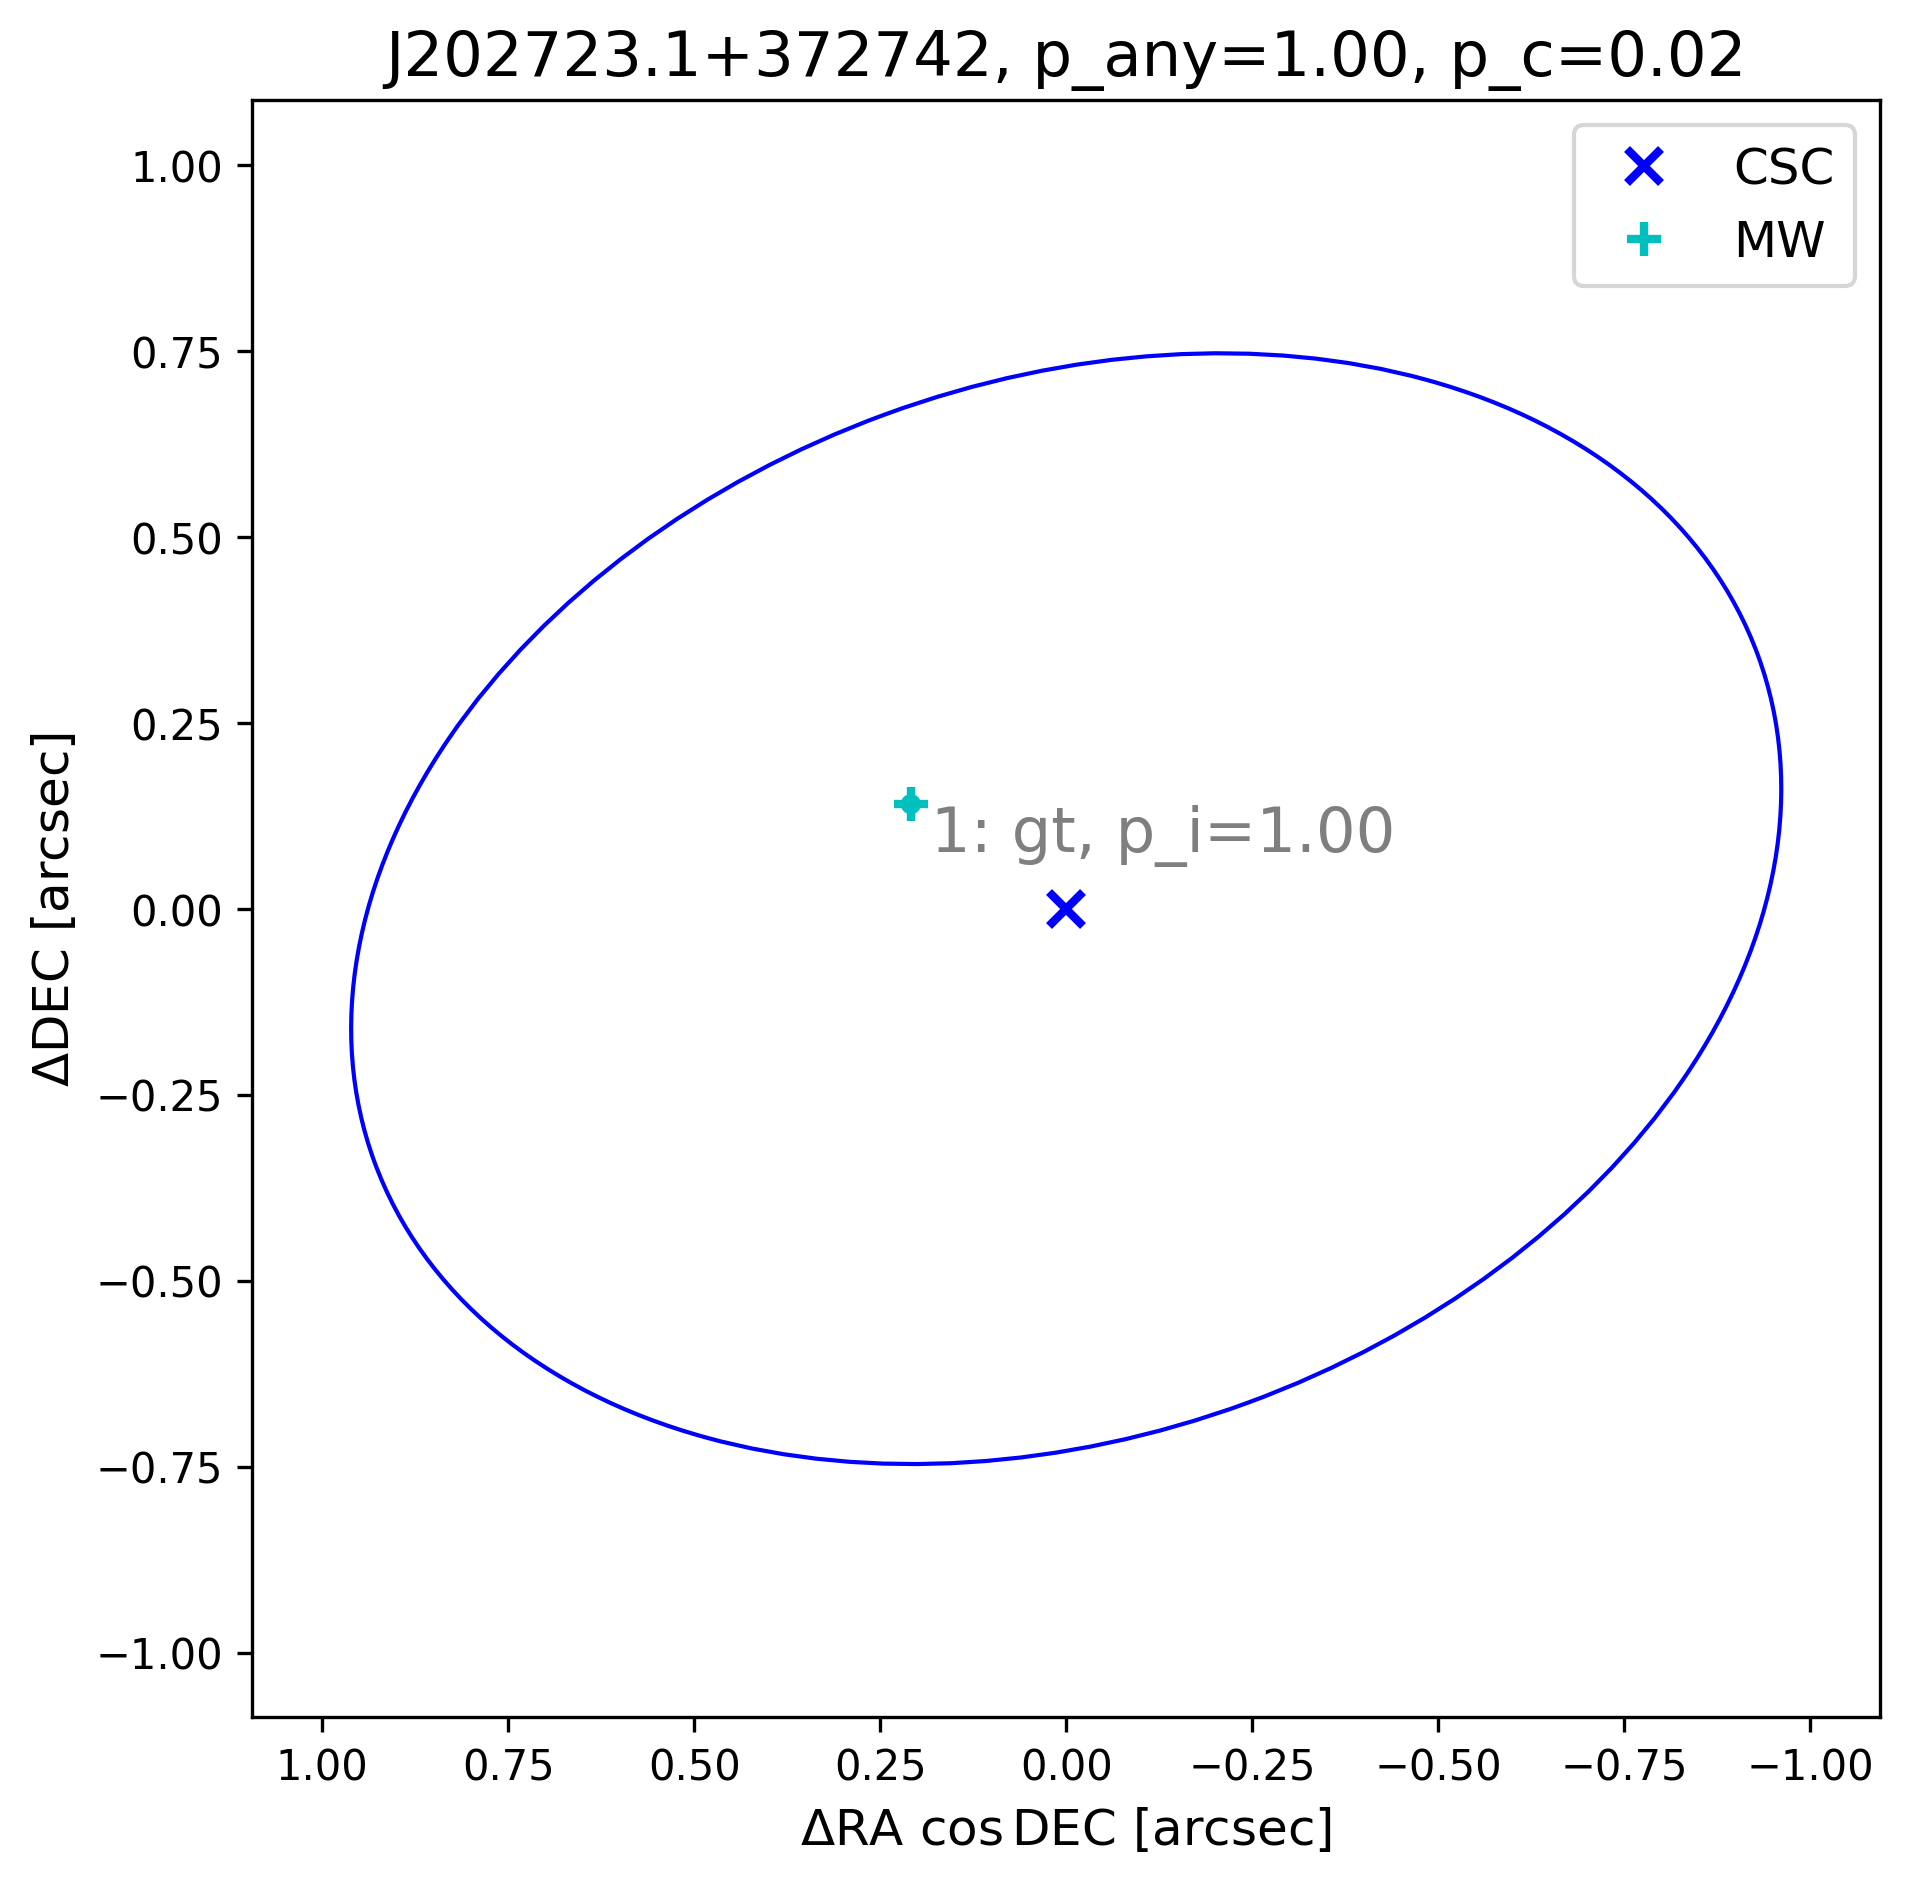 J202723.1+372742, p_any=1.00, p_c=0.02
CSC
MW
1.00
0.75
0.50
0.25
0.00
−0.25
−0.50
−0.75
−1.00
ΔDEC [arcsec]
1: gt, p_i=1.00
1.00 0.75 0.50 0.25 0.00 −0.25 −0.50 −0.75 −1.00
ΔRA cos DEC [arcsec]